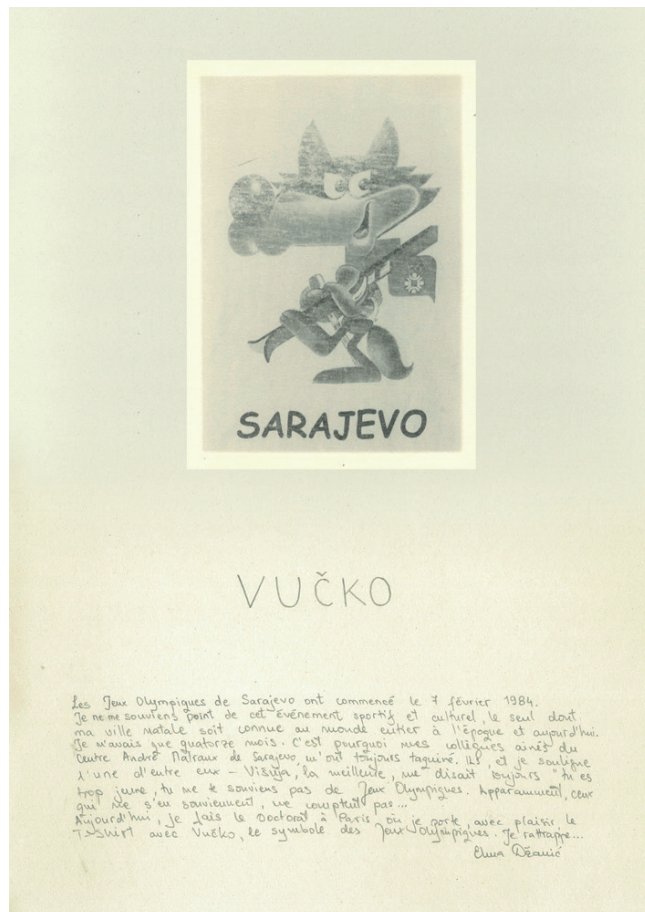 SARAJEVO
VUČKO
Les Jeux Olympiques de Sarajevo ont commencé le 7 février 1984.
Je ne me souviens point de cet événement sportif et culturel, le seul dont
ma ville natale soit connue au monde entier à l'époque et aujourd'hui.
Je n'avais que quatorze mois. C'est pourquoi mes collègues ainés du
Centre André Malraux de Sarajevo m'ont toujours taquiné. Ils, et je souligne
l'une d'entre eux - Višnja, la meilleure, me disait toujours "tu es
trop jeune, tu ne te souviens pas de Jeux Olympiques. Apparamment, ceux
qui ne s'en souviennent, ne comptent pas...
Aujourd'hui, je fais le Doctorat à Paris, où je porte, avec plaisir, le
T-shirt avec Vučko, le symbole des Jeux Olympiques. Je rattrappe...